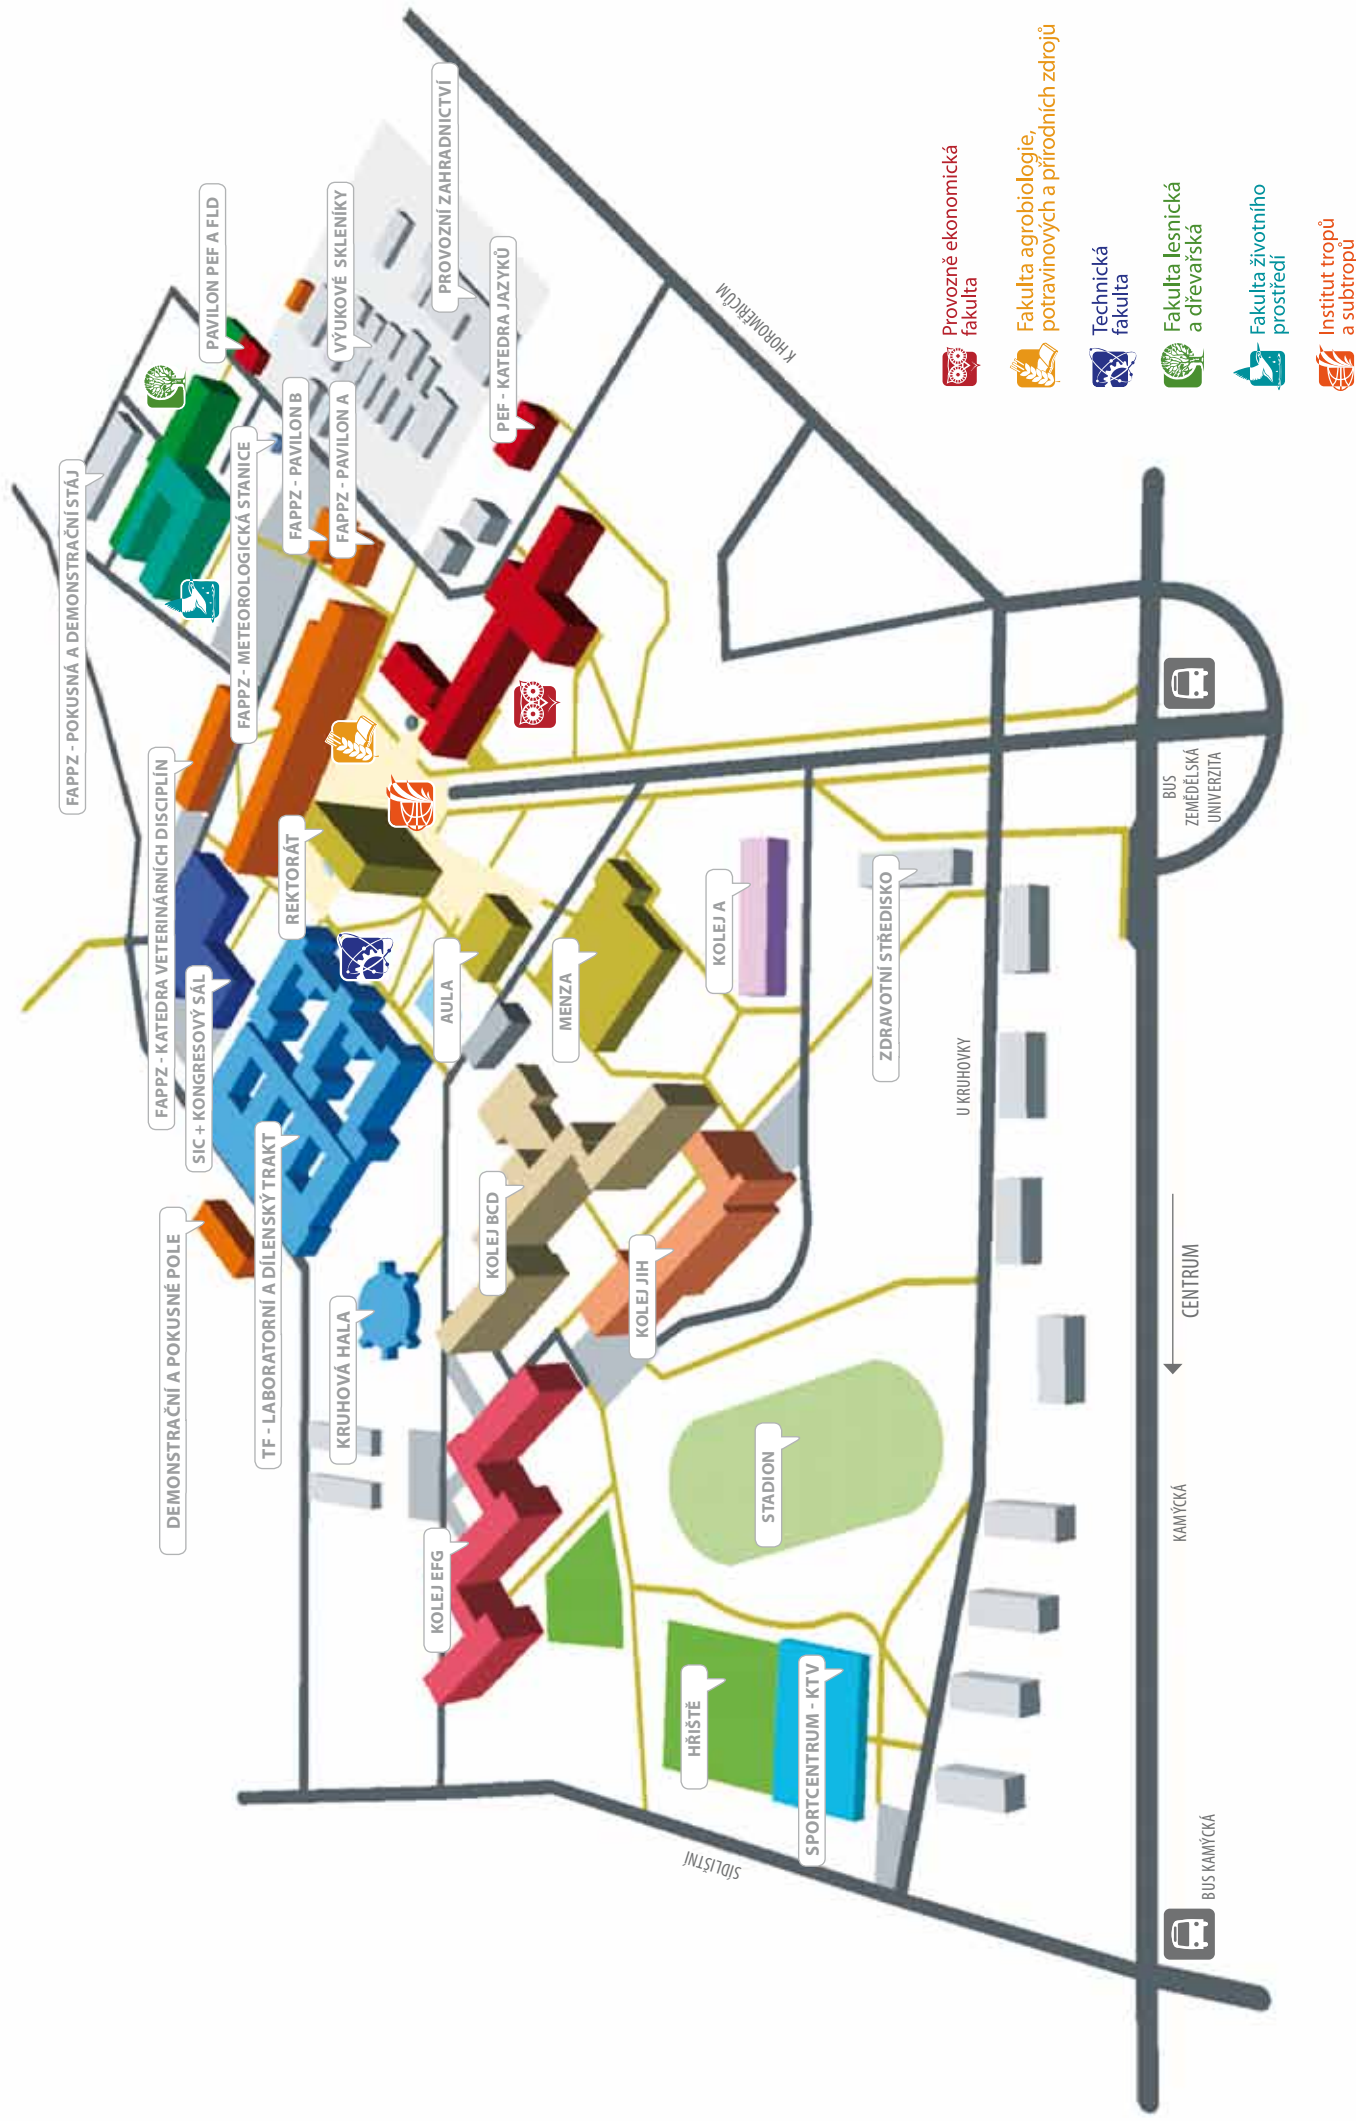 FAPPZ - POKUSNÁ A DEMONSTRAČNÍ STÁJ
PAVILON PEF A FLD
FAPPZ - KATEDRA VETERINÁRNÍCH DISCIPLÍN
FAPPZ - METEOROLOGICKÁ STANICE
FAPPZ - PAVILON B
FAPPZ - PAVILON A
VÝUKOVÉ SKLENÍKY
PROVOZNÍ ZAHRADNICTVÍ
PEF - KATEDRA JAZYKŮ
DEMONSTRAČNÍ A POKUSNÉ POLE
SIC + KONGRESOVÝ SÁL
TF - LABORATORNÍ A DÍLENSKÝ TRAKT
REKTORÁT
KRUHOVÁ HALA
AULA
KOLEJ EFG
KOLEJ BCD
MENZA
KOLEJ JIH
KOLEJ A
HŘIŠTĚ
STADION
SPORTCENTRUM - KTV
ZDRAVOTNÍ STŘEDISKO
K HOROMĚŘICŮM
SÍDLIŠTNÍ
U KRUHOVKY
KAMÝCKÁ
CENTRUM
BUS KAMÝCKÁ
BUS
ZEMĚDĚLSKÁ
UNIVERZITA
Provozně ekonomická
fakulta
Fakulta agrobiologie,
potravinových a přírodních zdrojů
Technická
fakulta
Fakulta lesnická
a dřevařská
Fakulta životního
prostředí
Institut tropů
a subtropů